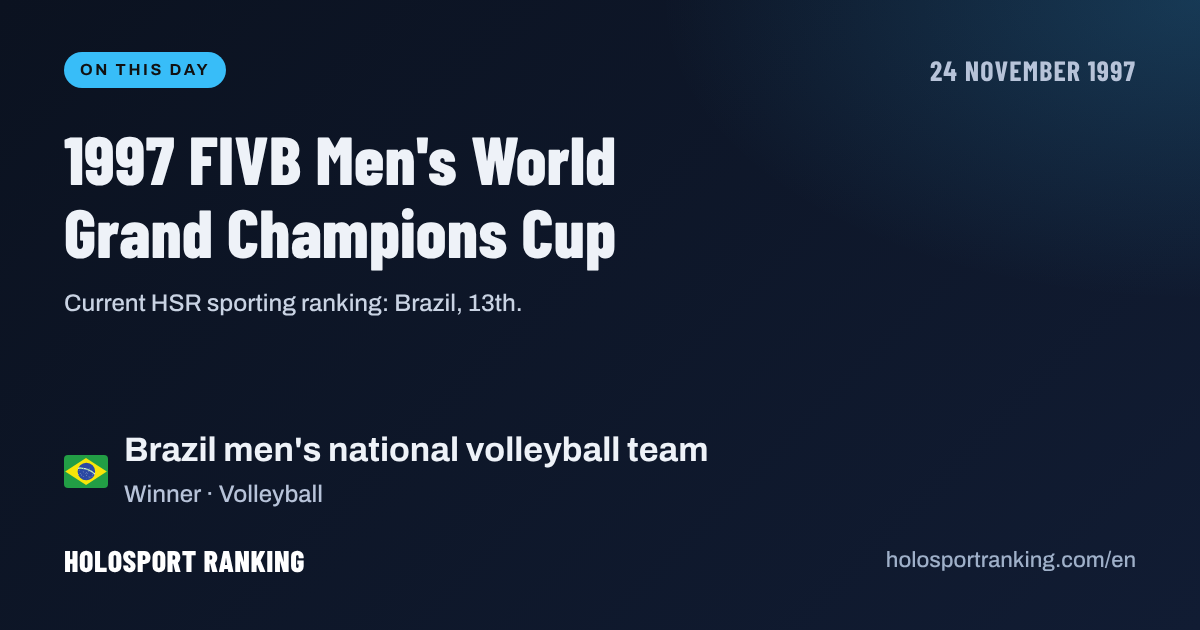 ON THIS DAY
24 NOVEMBER 1997
1997 FIVB Men's World
Grand Champions Cup
Current HSR sporting ranking: Brazil, 13th.
Brazil men's national volleyball team
Winner · Volleyball
HOLOSPORT RANKING
holosportranking.com/en